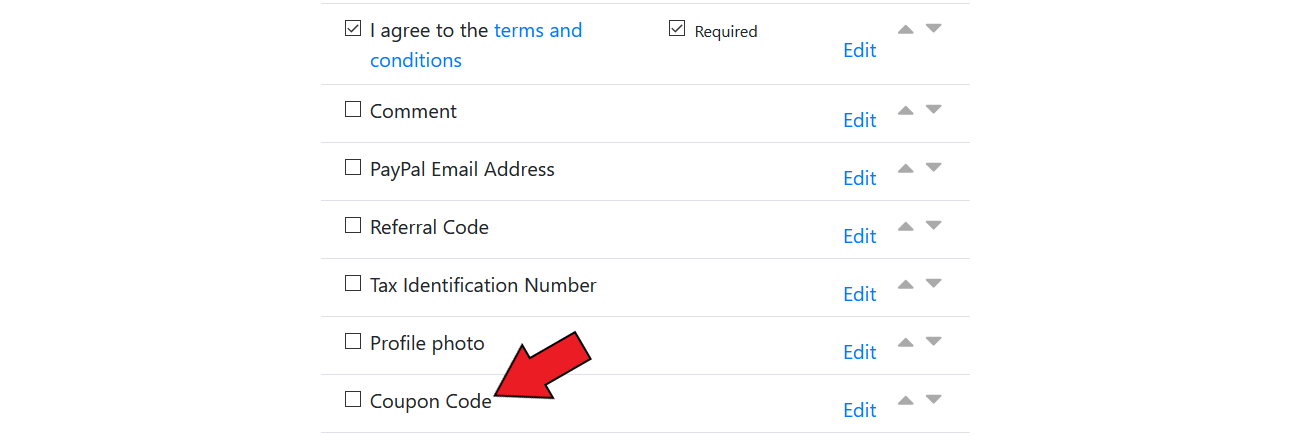 I agree to the terms and Required
conditions Edit
Comment Edit
PayPal Email Address Edit
Referral Code Edit
Tax Identification Number Edit
Profile photo Edit
Coupon Code Edit